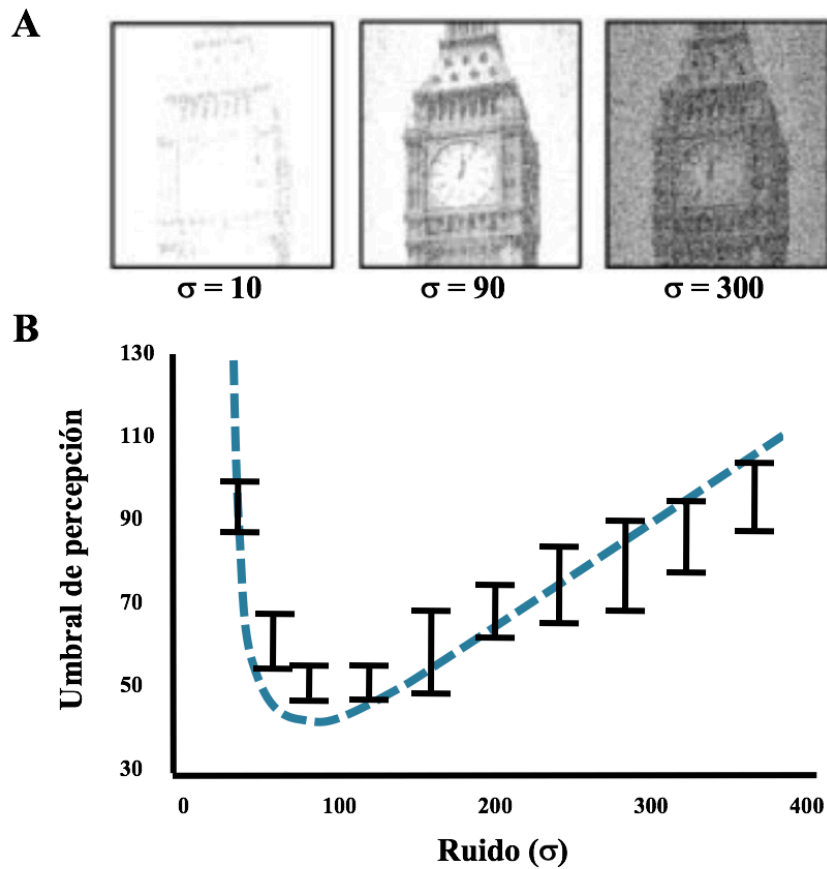 A
σ = 10 σ = 90 σ = 300
B
Umbral de percepción
130
110
90
70
50
30
0 100 200 300 400
Ruido (σ)